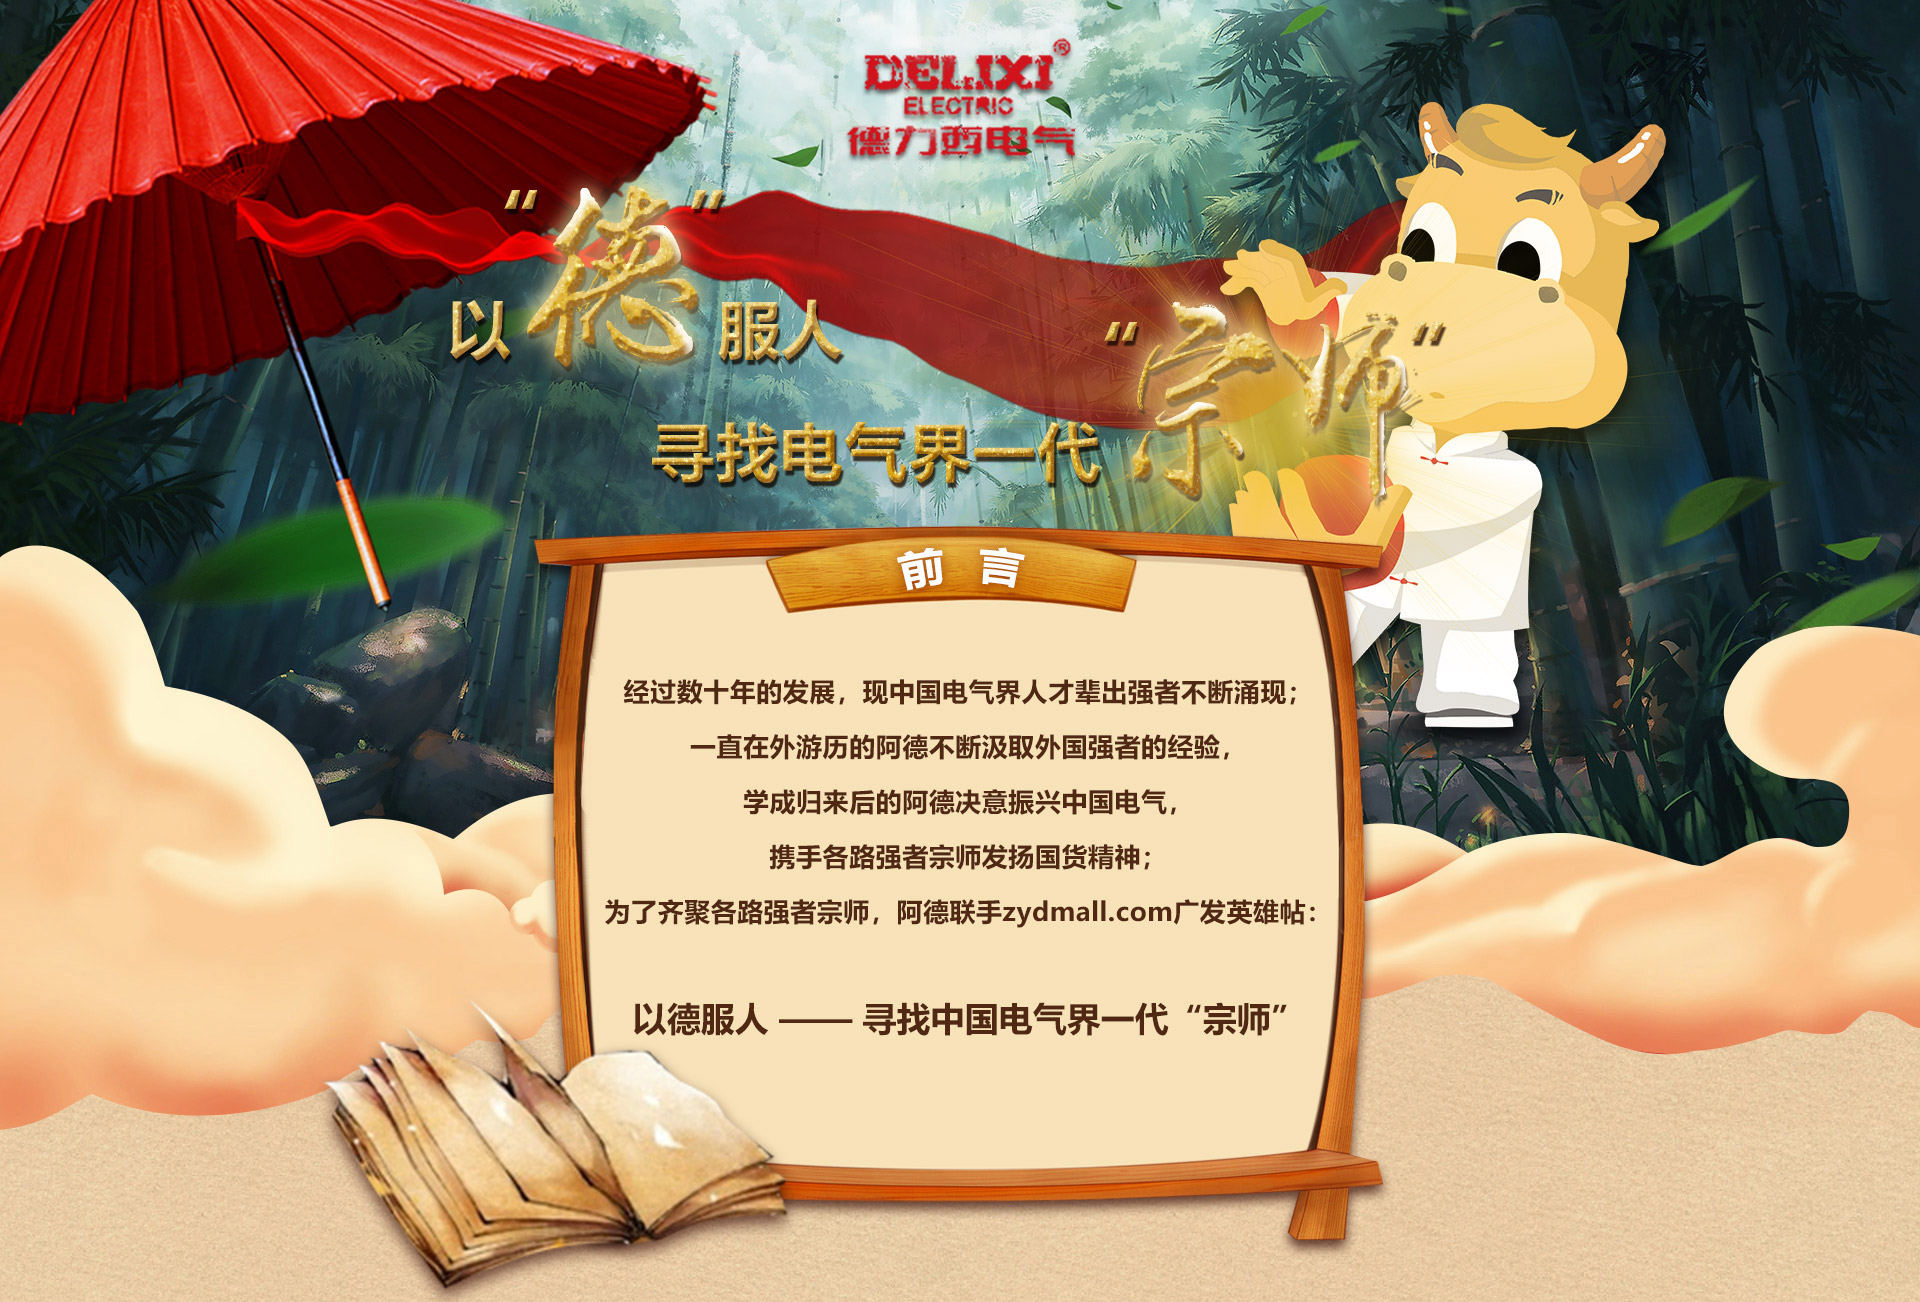 DELIXI®
ELECTRIC
德力西电气
以“德”服人
寻找电气界一代“宗师”
前 言
经过数十年的发展，现中国电气界人才辈出强者不断涌现；
一直在外游历的阿德不断汲取外国强者的经验，
学成归来后的阿德决意振兴中国电气，
携手各路强者宗师发扬国货精神；
为了齐聚各路强者宗师，阿德联手zydmall.com广发英雄帖：
以德服人 —— 寻找中国电气界一代“宗师”